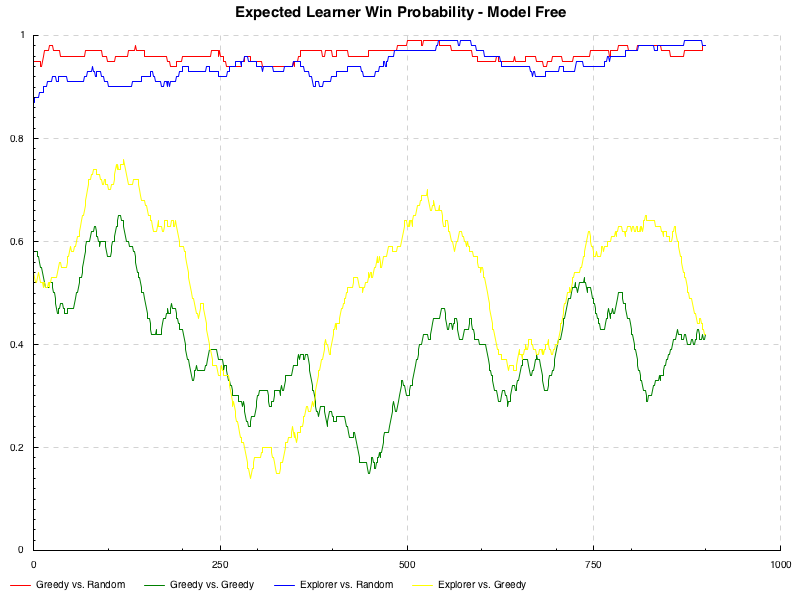 Expected Learner Win Probability - Model Free
1
0.8
0.6
0.4
0.2
0
0 250 500 750 1000
Greedy vs. Random Greedy vs. Greedy Explorer vs. Random Explorer vs. Greedy